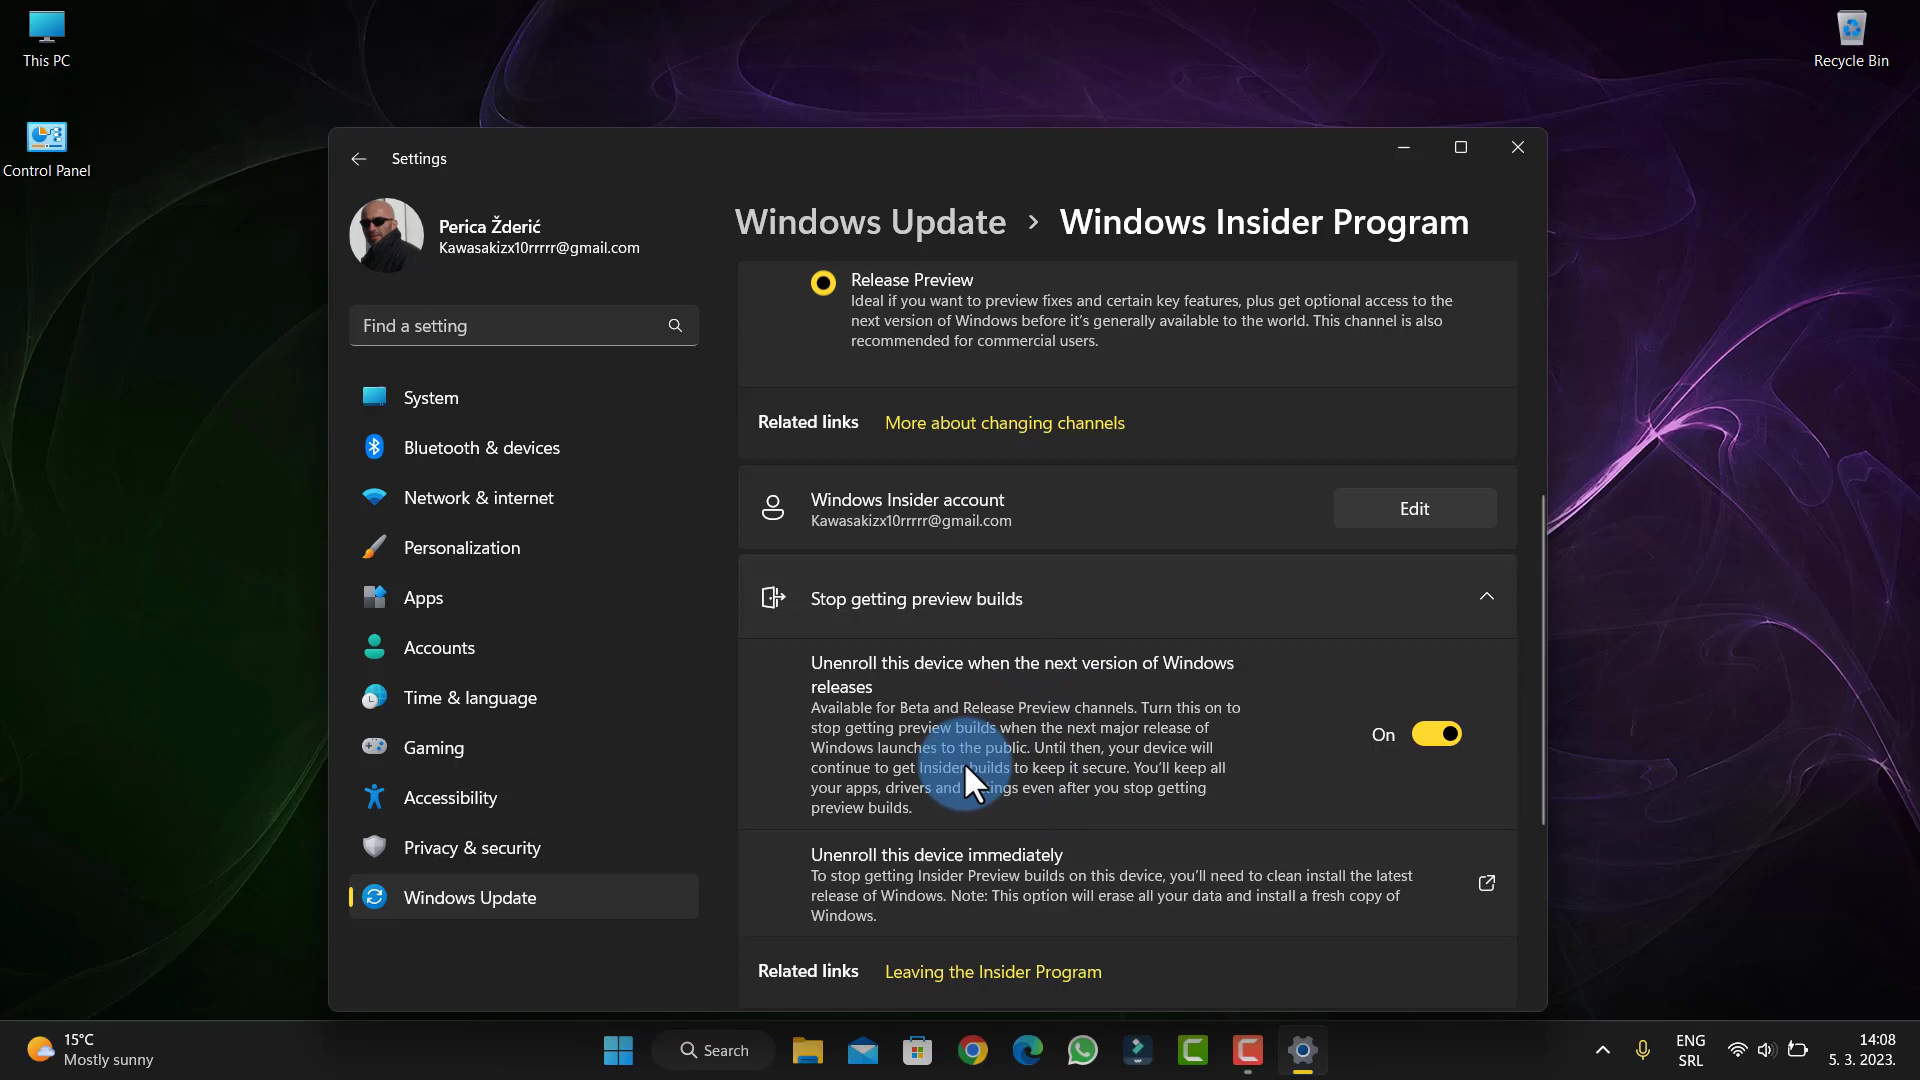 This PC
Control Panel
Recycle Bin
Settings
Perica Žderić
Kawasakizx10rrrrr@gmail.com
Find a setting
System
Bluetooth & devices
Network & internet
Personalization
Apps
Accounts
Time & language
Gaming
Accessibility
Privacy & security
Windows Update
Windows Update > Windows Insider Program
Release Preview
Ideal if you want to preview fixes and certain key features, plus get optional access to the
next version of Windows before it's generally available to the world. This channel is also
recommended for commercial users.
Related links More about changing channels
Windows Insider account
Kawasakizx10rrrrr@gmail.com
Edit
Stop getting preview builds
Unenroll this device when the next version of Windows
releases
Available for Beta and Release Preview channels. Turn this on to
stop getting preview builds when the next major release of
Windows launches to the public. Until then, your device will
continue to get Insider builds to keep it secure. You'll keep all
your apps, drivers and even after you stop getting
preview builds.
On
Unenroll this device immediately
To stop getting Insider Preview builds on this device, you'll need to clean install the latest
release of Windows. Note: This option will erase all your data and install a fresh copy of
Windows.
Related links Leaving the Insider Program
15°C
Mostly sunny
Search
ENG
SRL
14:08
5. 3. 2023.